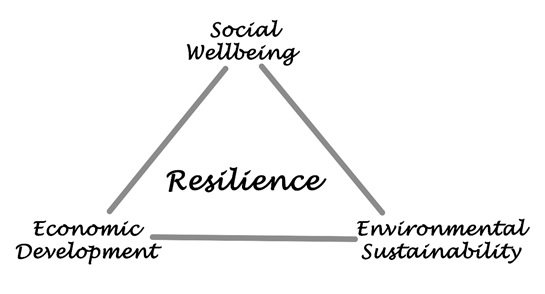 Social
Wellbeing
Resilience
Economic
Development
Environmental
Sustainability